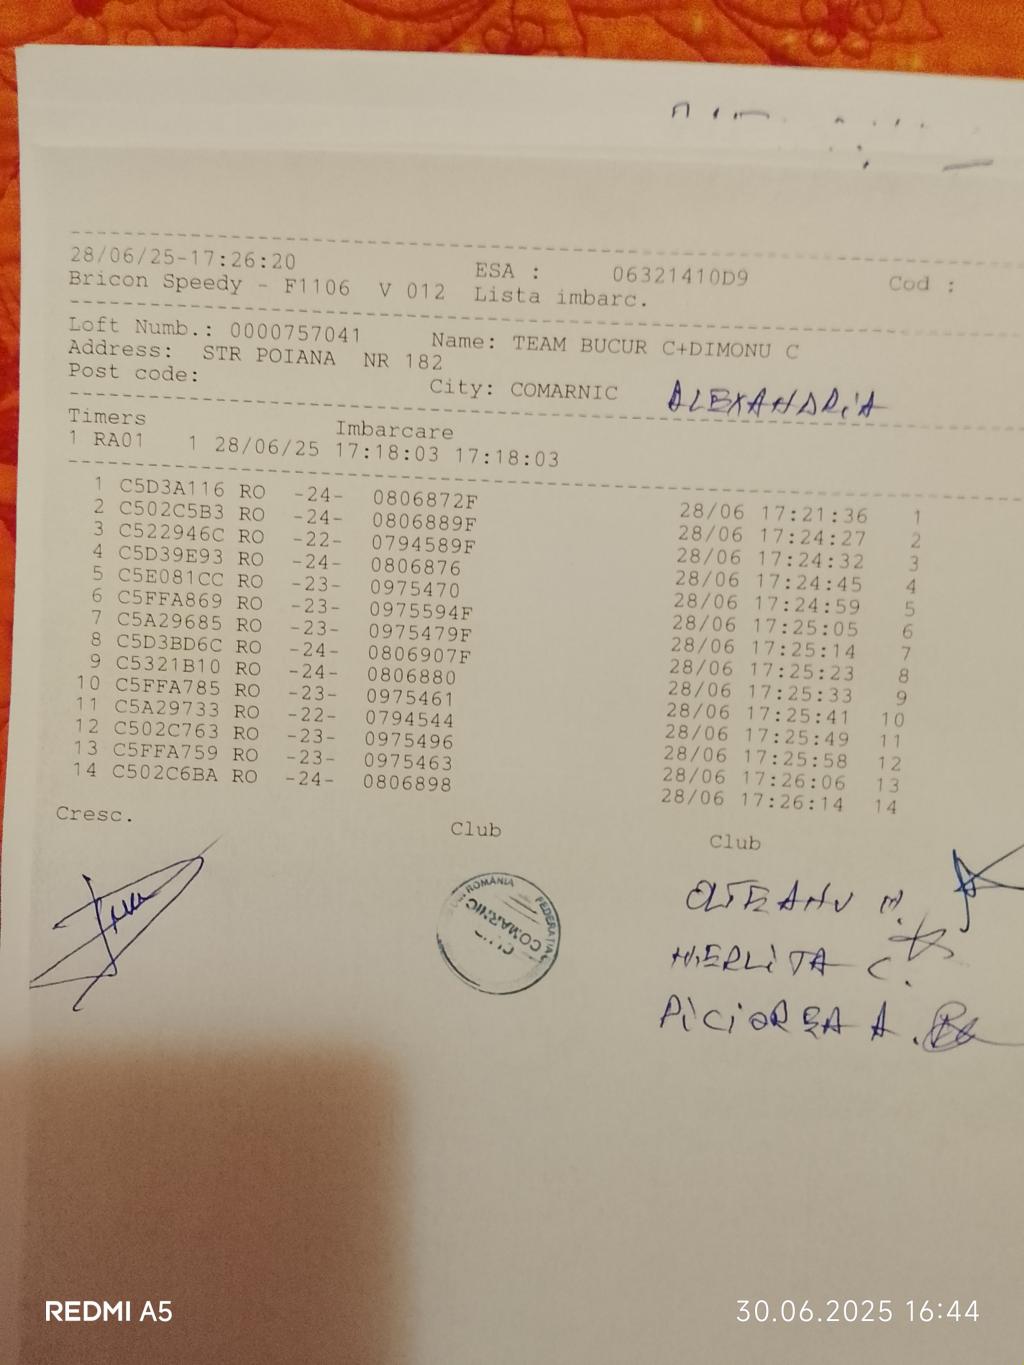 28/06/25-17:26:20 ESA : 06321410D9 Cod :
Bricon Speedy - F1106 V 012 Lista imbarc.
Loft Numb.: 0000757041 Name: TEAM BUCUR C+DIMONU C
Address: STR POIANA NR 182
Post code: City: COMARNIC ALEXANDRiA
Timers Imbarcare
1 RA01 1 28/06/25 17:18:03 17:18:03
1 C5D3A116 RO -24- 0806872F 28/06 17:21:36 1
2 C502C5B3 RO -24- 0806889F 28/06 17:24:27 2
3 C522946C RO -22- 0794589F 28/06 17:24:32 3
4 C5D39E93 RO -24- 0806876 28/06 17:24:45 4
5 C5E081CC RO -23- 0975470 28/06 17:24:59 5
6 C5FFA869 RO -23- 0975594F 28/06 17:25:05 6
7 C5A29685 RO -23- 0975479F 28/06 17:25:14 7
8 C5D3BD6C RO -24- 0806907F 28/06 17:25:23 8
9 C5321B10 RO -24- 0806880 28/06 17:25:33 9
10 C5FFA785 RO -23- 0975461 28/06 17:25:41 10
11 C5A29733 RO -22- 0794544 28/06 17:25:49 11
12 C502C763 RO -23- 0975496 28/06 17:25:58 12
13 C5FFA759 RO -23- 0975463 28/06 17:26:06 13
14 C502C6BA RO -24- 0806898 28/06 17:26:14 14
Cresc. Club Club
ROMÂNIA
FEDERAȚIA
COMARNIC
OLTEANU M.
MERLiTA C.
PiCiOREA A.
REDMI A5 30.06.2025 16:44